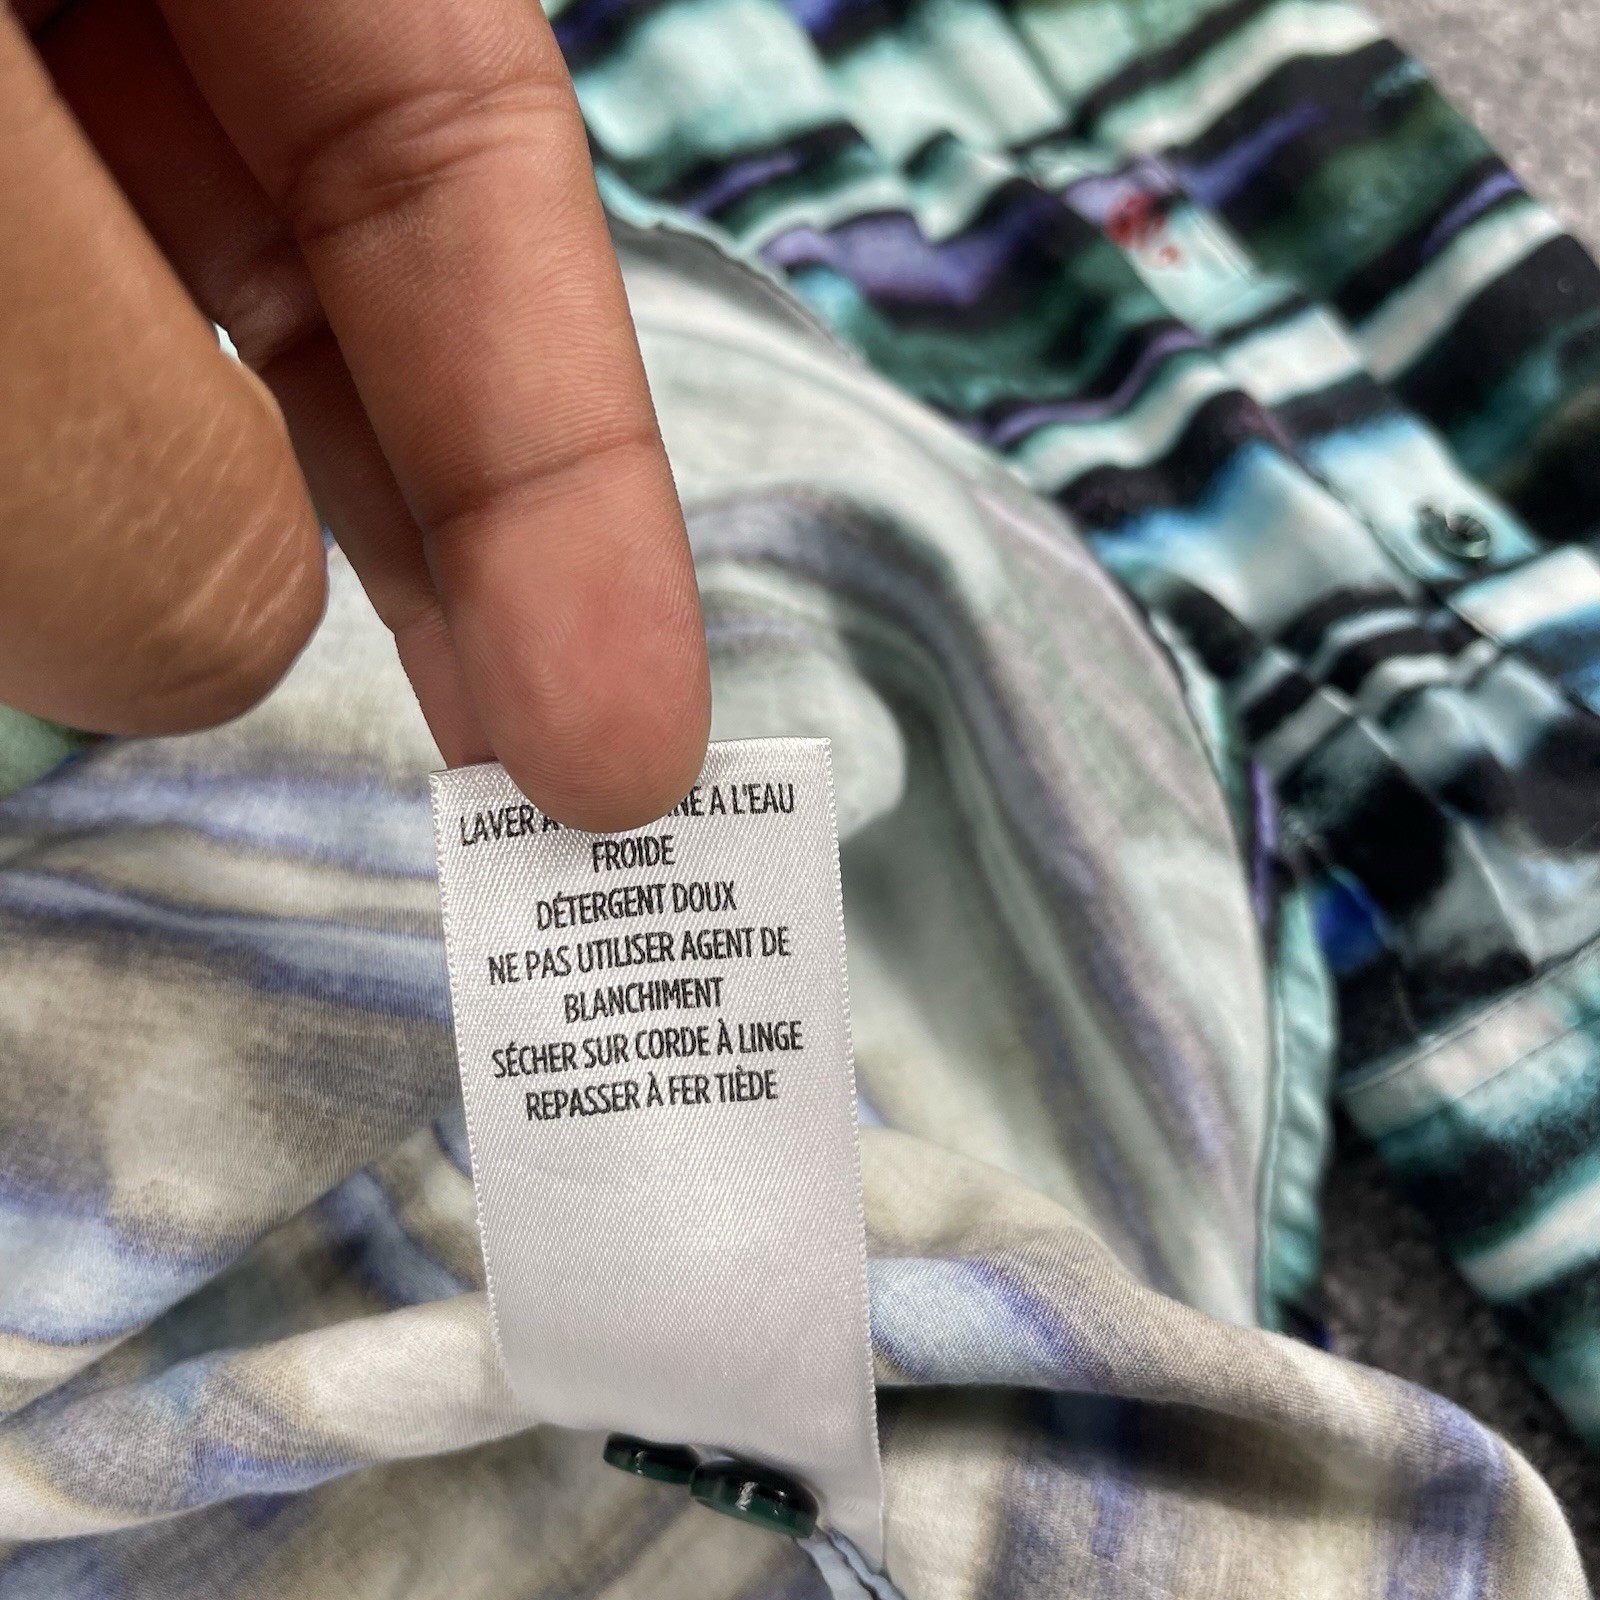 LAVER A L'EAU
FROIDE
DÉTERGENT DOUX
NE PAS UTILISER AGENT DE
BLANCHIMENT
SÉCHER SUR CORDE À LINGE
REPASSER À FER TIÈDE